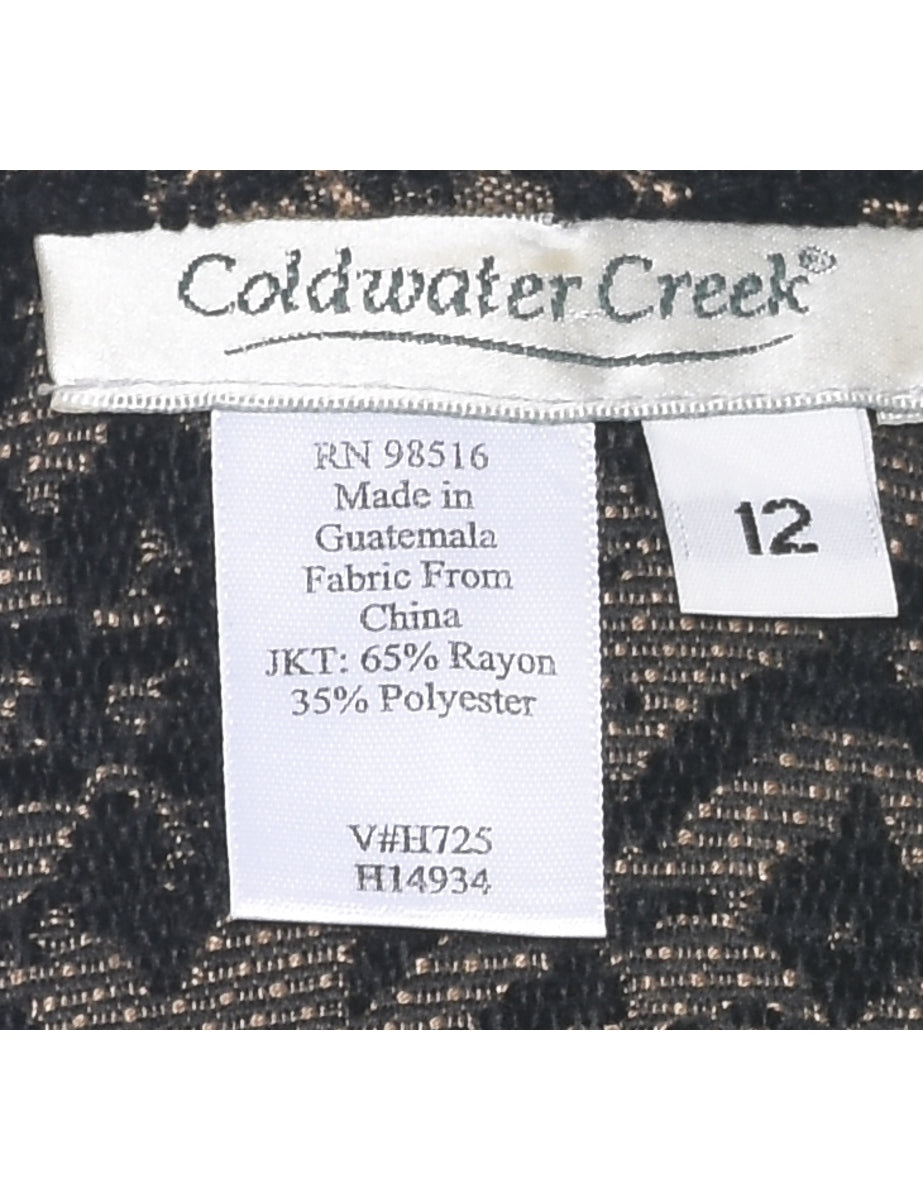 Coldwater Creek®
12
RN 98516
Made in
Guatemala
Fabric From
China
JKT: 65% Rayon
35% Polyester
V#H725
H14934